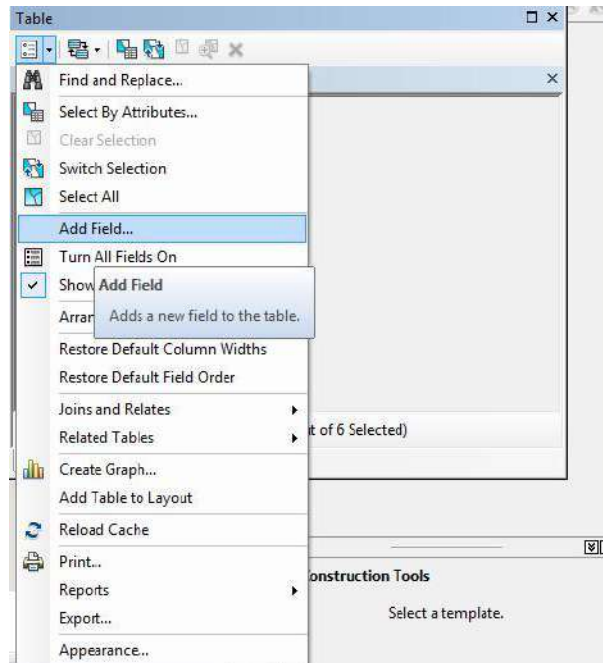 Table
Find and Replace...
Select By Attributes...
Clear Selection
Switch Selection
Select All
Add Field...
Turn All Fields On
Show
Add Field
Adds a new field to the table.
Restore Default Column Widths
Restore Default Field Order
Joins and Relates
Related Tables
of 6 Selected)
Create Graph...
Add Table to Layout
Reload Cache
Print...
Construction Tools
Reports
Select a template.
Export...
Appearance...